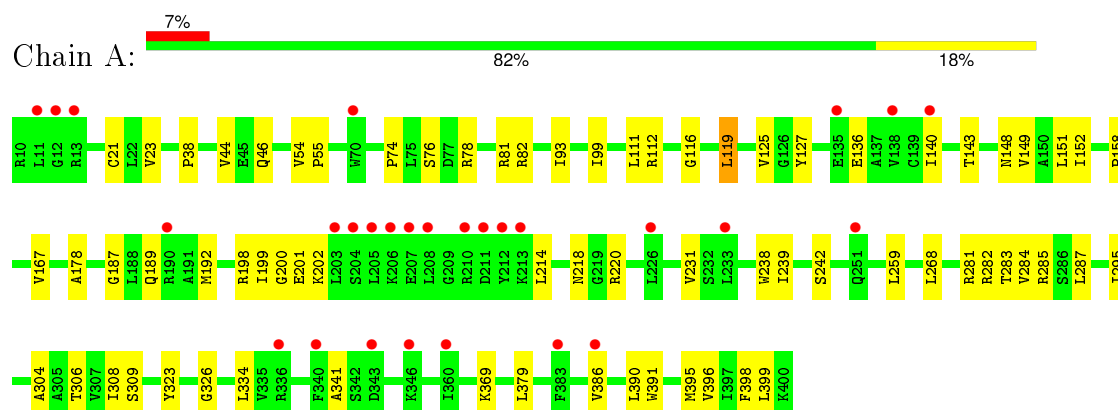 7%
Chain A:
82% 18%
R10 L11 G12 R13 C21 L22 V23 P38 V44 E45 Q46 V54 P55 W70 P74 L75 S76 D77 R78 R81 R82 I93 I99 L111 R112 G116 L119 V125 G126 Y127 E135 E136 A137 V138 C139 I140 T143 N148 V149 A150 L151 I152
V167 A178 G187 L188 Q189 R190 A191 M192 R198 I199 G200 E201 K202 L203 S204 L205 K206 E207 L208 G209 R210 D211 Y212 K213 L214 N218 G219 R220 L226 V231 S232 L233 W238 I239 S242 Q251 L259 L268 R281 R282 T283 V284 R285 S286 L287
A304 A305 T306 V307 I308 S309 Y323 G326 L334 V335 R336 F340 A341 S342 D343 K346 I360 K369 L379 F383 V386 L390 W391 M395 V396 I397 F398 L399 K400